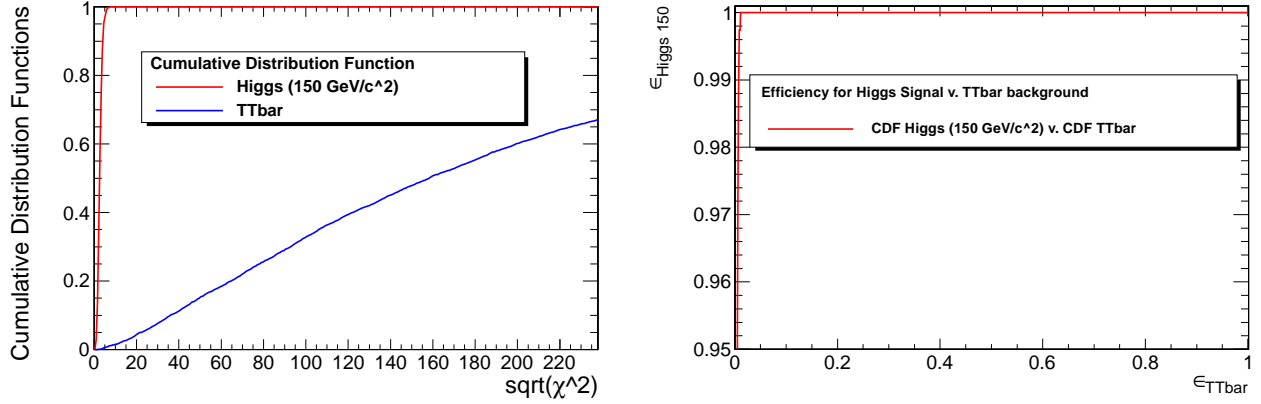 Cumulative Distribution Functions
1
0.8
0.6
0.4
0.2
0
Cumulative Distribution Function
Higgs (150 GeV/c^2)
TTbar
0 20 40 60 80 100 120 140 160 180 200 220
sqrt(χ^2)
∈Higgs 150
1
0.99
0.98
0.97
0.96
0.95
Efficiency for Higgs Signal v. TTbar background
CDF Higgs (150 GeV/c^2) v. CDF TTbar
0 0.2 0.4 0.6 0.8 1
∈TTbar